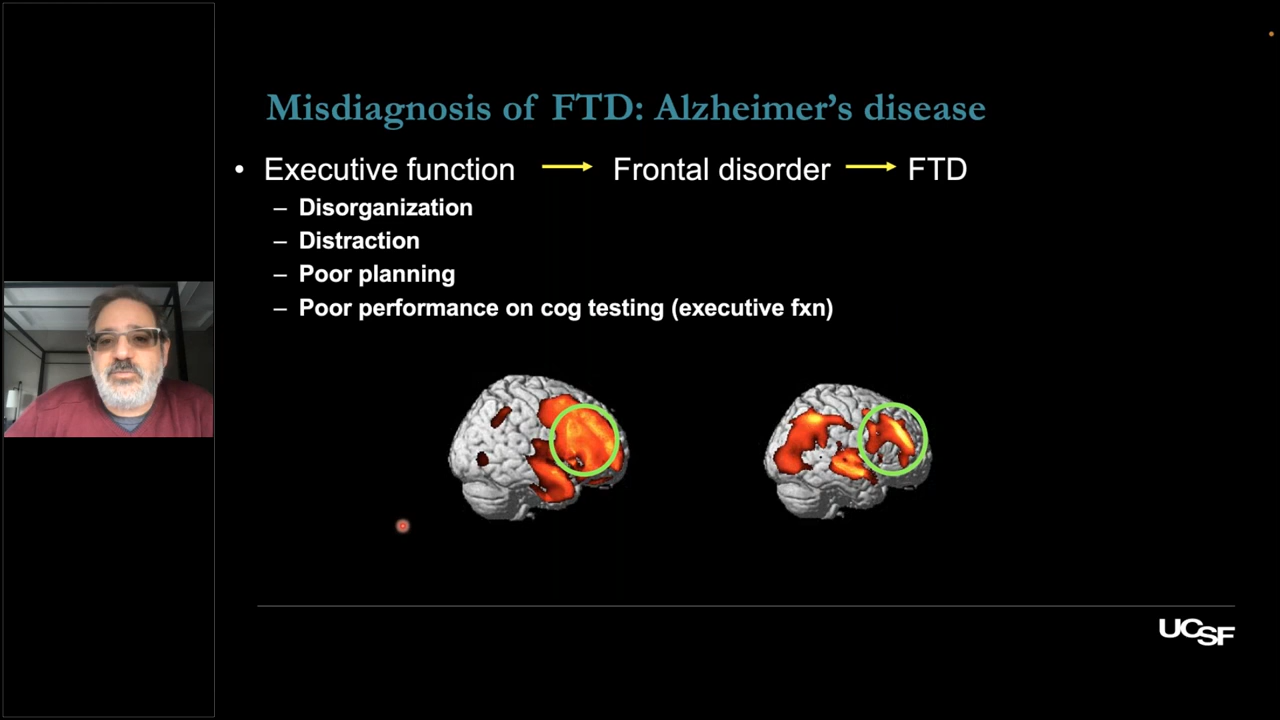 Misdiagnosis of FTD: Alzheimer's disease
• Executive function → Frontal disorder → FTD
– Disorganization
– Distraction
– Poor planning
– Poor performance on cog testing (executive fxn)
UCSF